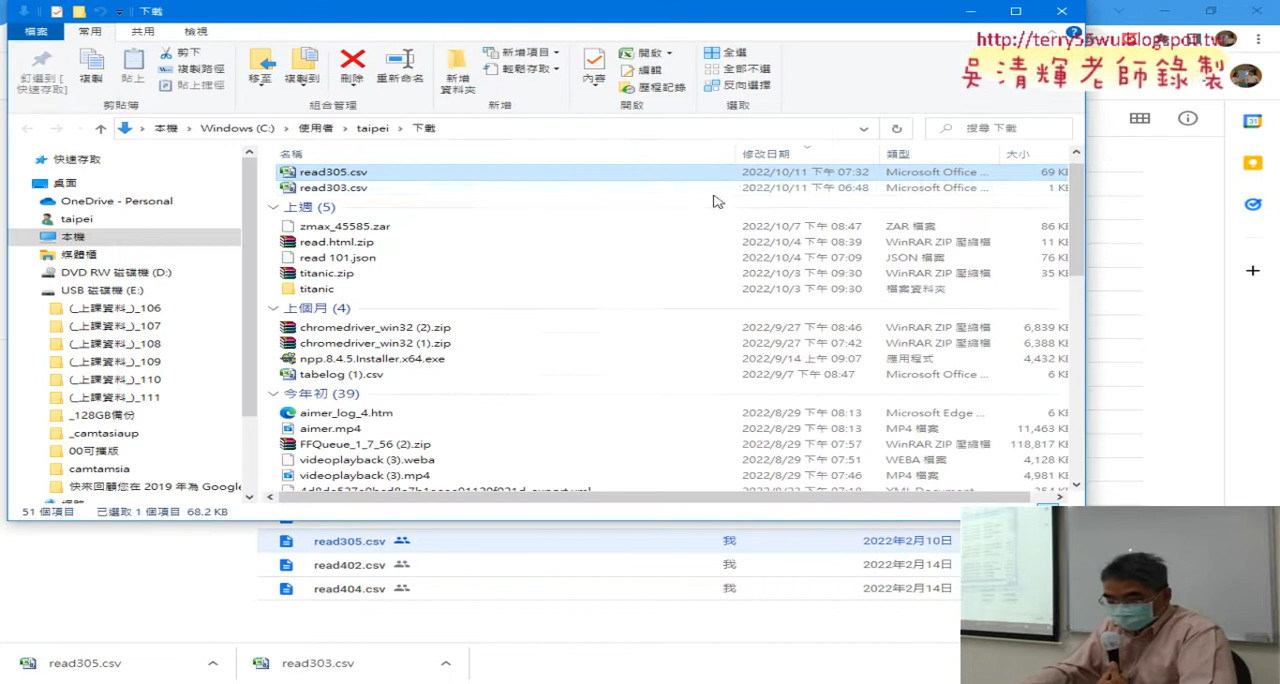 下載
檔案 常用 共用 檢視
http://terry55wu.blogspot.tw
吳清輝老師錄製
釘選到 [快速存取]
複製
貼上
剪下
複製路徑
貼上捷徑
剪貼簿
移至
複製到
刪除
重新命名
組合管理
新增資料夾
新增項目
輕鬆存取
新增
內容
開啟
編輯
歷程記錄
開啟
全選
全部不選
反向選擇
選取
本機 Windows (C:) 使用者 taipei 下載
搜尋 下載
快速存取
桌面
OneDrive - Personal
taipei
本機
媒體櫃
DVD RW 磁碟機 (D:)
USB 磁碟機 (E:)
(_上課資料_)_106
(_上課資料_)_107
(_上課資料_)_108
(_上課資料_)_109
(_上課資料_)_110
(_上課資料_)_111
_128GB備份
_camtasiaup
00可攜版
camtamsia
快來回顧您在 2019 年為 Google
名稱 修改日期 類型 大小
read305.csv 2022/10/11 下午 07:32 Microsoft Office ... 69 KB
read303.csv 2022/10/11 下午 06:48 Microsoft Office ... 1 KB
上週 (5)
zmax_45585.zar 2022/10/7 下午 08:47 ZAR 檔案 86 KB
read.html.zip 2022/10/4 下午 08:39 WinRAR ZIP 壓縮檔 11 KB
read 101.json 2022/10/4 下午 07:09 JSON 檔案 76 KB
titanic.zip 2022/10/3 下午 09:30 WinRAR ZIP 壓縮檔 35 KB
titanic 2022/10/3 下午 09:30 檔案資料夾
上個月 (4)
chromedriver_win32 (2).zip 2022/9/27 下午 08:46 WinRAR ZIP 壓縮檔 6,839 KB
chromedriver_win32 (1).zip 2022/9/27 下午 07:42 WinRAR ZIP 壓縮檔 6,388 KB
npp.8.4.5.Installer.x64.exe 2022/9/14 下午 09:07 應用程式 4,432 KB
tabelog (1).csv 2022/9/7 下午 08:47 Microsoft Office ... 6 KB
今年初 (39)
aimer_log_4.htm 2022/8/29 下午 08:13 Microsoft Edge ... 6 KB
aimer.mp4 2022/8/29 下午 08:13 MP4 檔案 11,463 KB
FFQueue_1_7_56 (2).zip 2022/8/29 下午 07:57 WinRAR ZIP 壓縮檔 118,817 KB
videoplayback (3).weba 2022/8/29 下午 07:51 WEBA 檔案 4,128 KB
videoplayback (3).mp4 2022/8/29 下午 07:46 MP4 檔案 4,981 KB
51 個項目 已選取 1 個項目 68.2 KB
read305.csv 我 2022年2月10日
read402.csv 我 2022年2月14日
read404.csv 我 2022年2月14日
read305.csv read303.csv